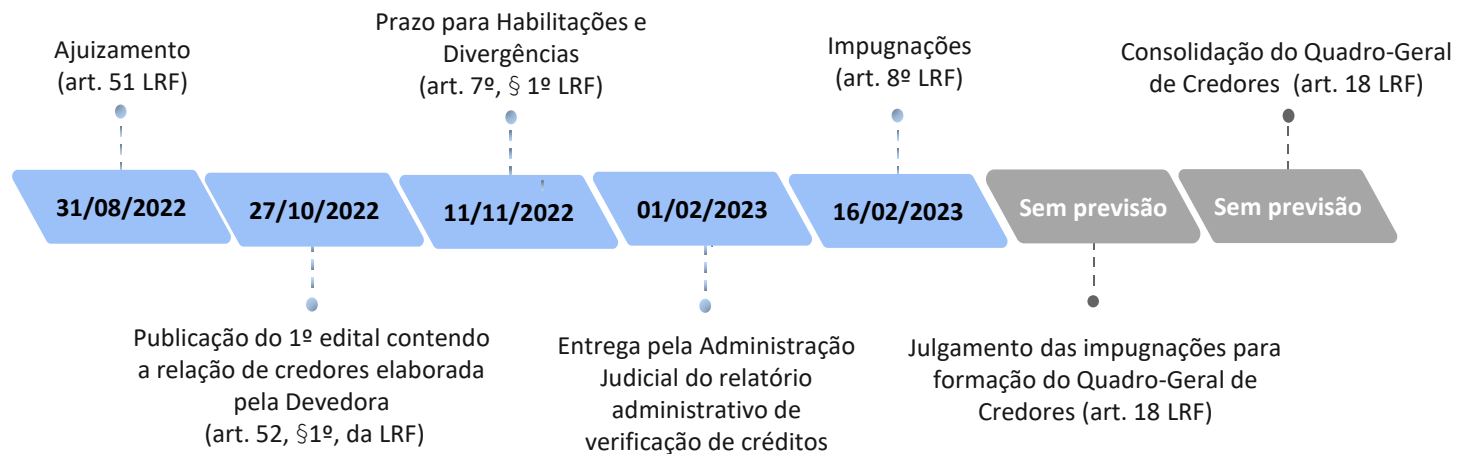 Ajuizamento
(art. 51 LRF)
Prazo para Habilitações e
Divergências
(art. 7º, § 1º LRF)
Impugnações
(art. 8º LRF)
Consolidação do Quadro-Geral
de Credores (art. 18 LRF)
31/08/2022
27/10/2022
11/11/2022
01/02/2023
16/02/2023
Sem previsão
Sem previsão
Publicação do 1º edital contendo
a relação de credores elaborada
pela Devedora
(art. 52, §1º, da LRF)
Entrega pela Administração
Judicial do relatório
administrativo de
verificação de créditos
Julgamento das impugnações para
formação do Quadro-Geral de
Credores (art. 18 LRF)